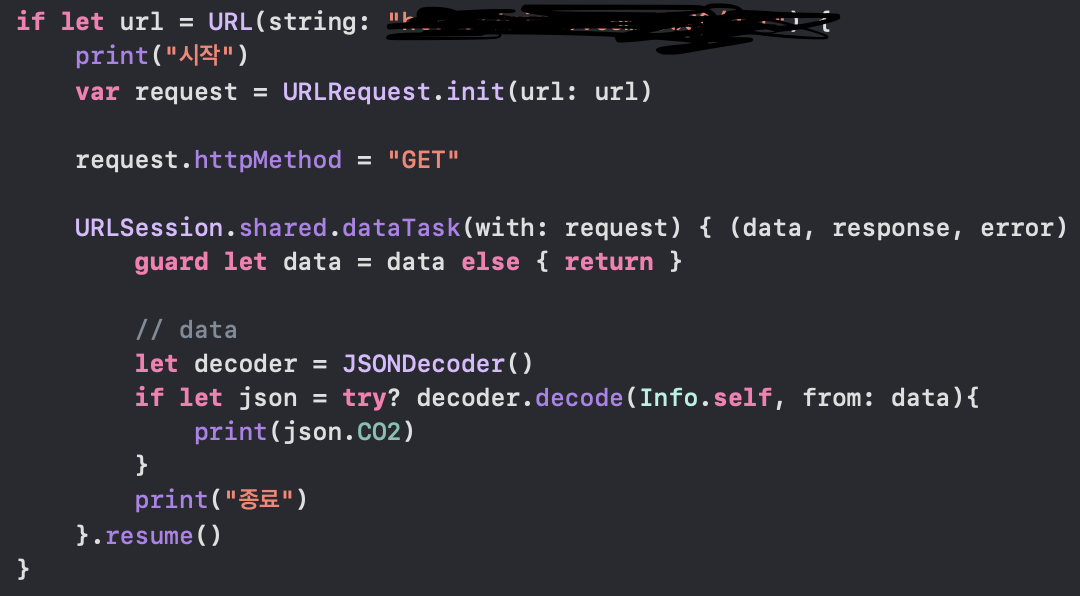 if let url = URL(string: {
print("시작")
var request = URLRequest.init(url: url)
request.httpMethod = "GET"
URLSession.shared.dataTask(with: request) { (data, response, error)
guard let data = data else { return }
// data
let decoder = JSONDecoder()
if let json = try? decoder.decode(Info.self, from: data){
print(json.CO2)
}
print("종료")
}.resume()
}